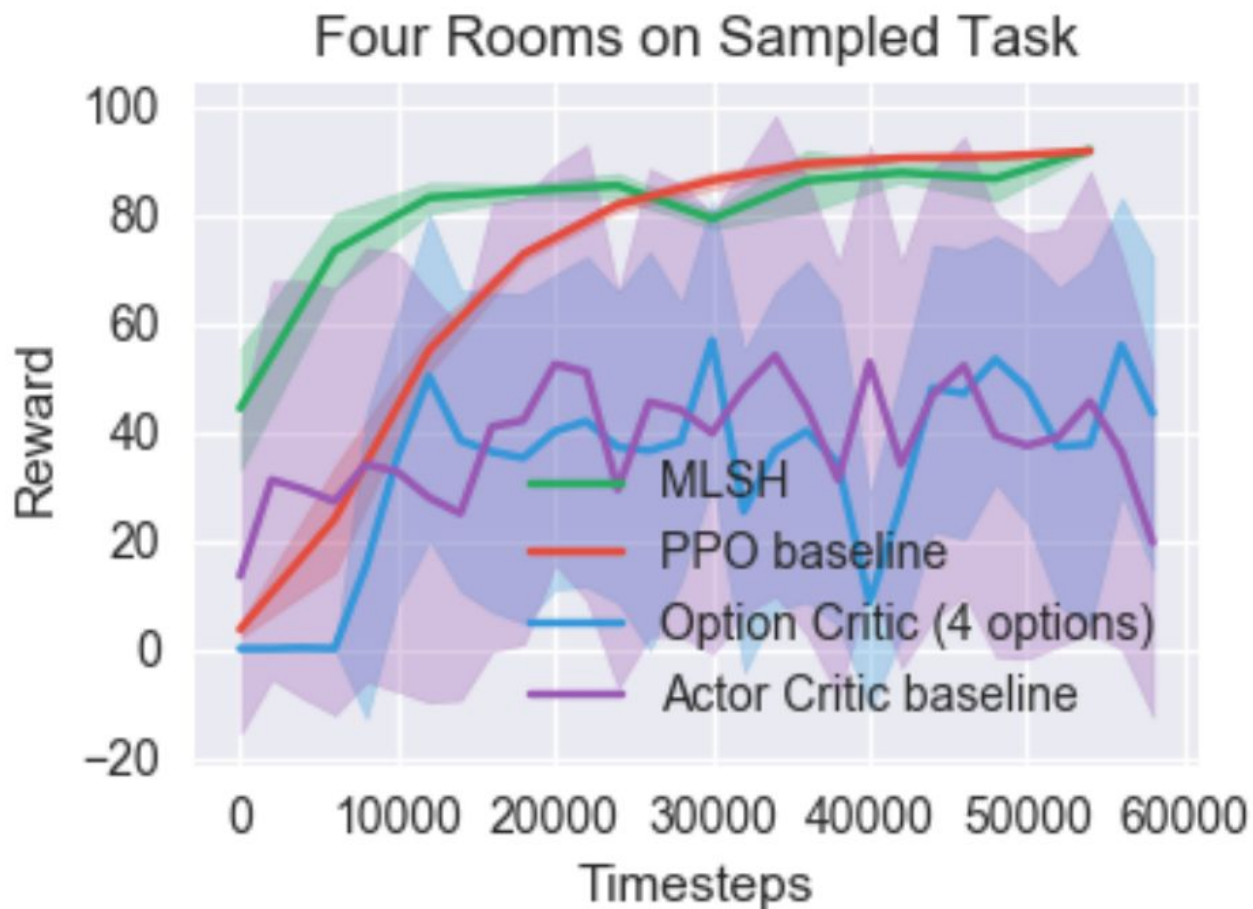 Four Rooms on Sampled Task
100
80
60
40
20
0
−20
Reward
MLSH
PPO baseline
Option Critic (4 options)
Actor Critic baseline
0 10000 20000 30000 40000 50000 60000
Timesteps